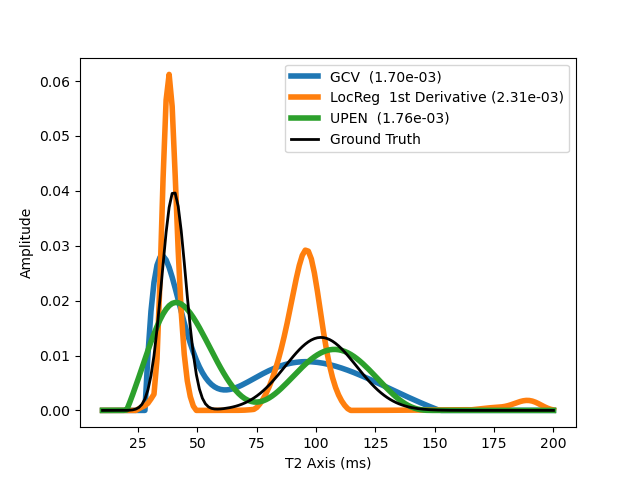 GCV (1.70e-03)
LocReg 1st Derivative (2.31e-03)
UPEN (1.76e-03)
Ground Truth
0.06
0.05
0.04
0.03
0.02
0.01
0.00
Amplitude
25 50 75 100 125 150 175 200
T2 Axis (ms)